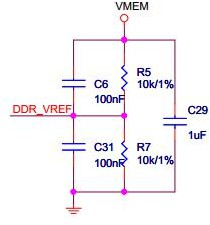 VMEM
C6
100nF
R5
10k/1%
DDR_VREF
C29
1uF
C31
100nF
R7
10k/1%